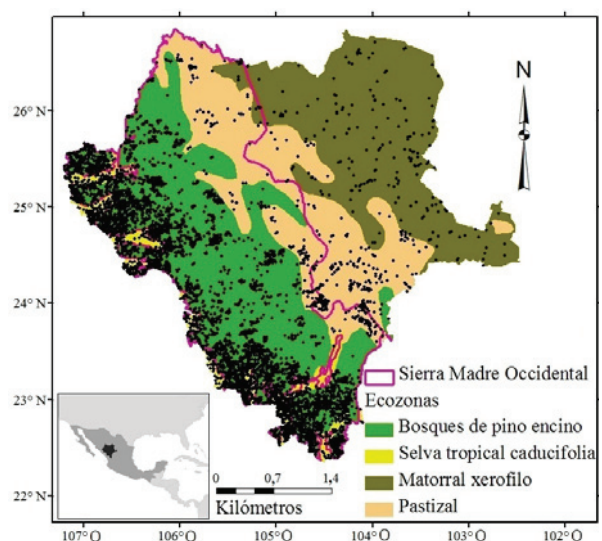 N
26° N
25° N
24° N
23° N
22° N
Sierra Madre Occidental
Ecozonas
Bosques de pino encino
Selva tropical caducifolia
Matorral xerofilo
Pastizal
0 0,7 1,4
Kilómetros
107°O 106°O 105°O 104°O 103°O 102°O